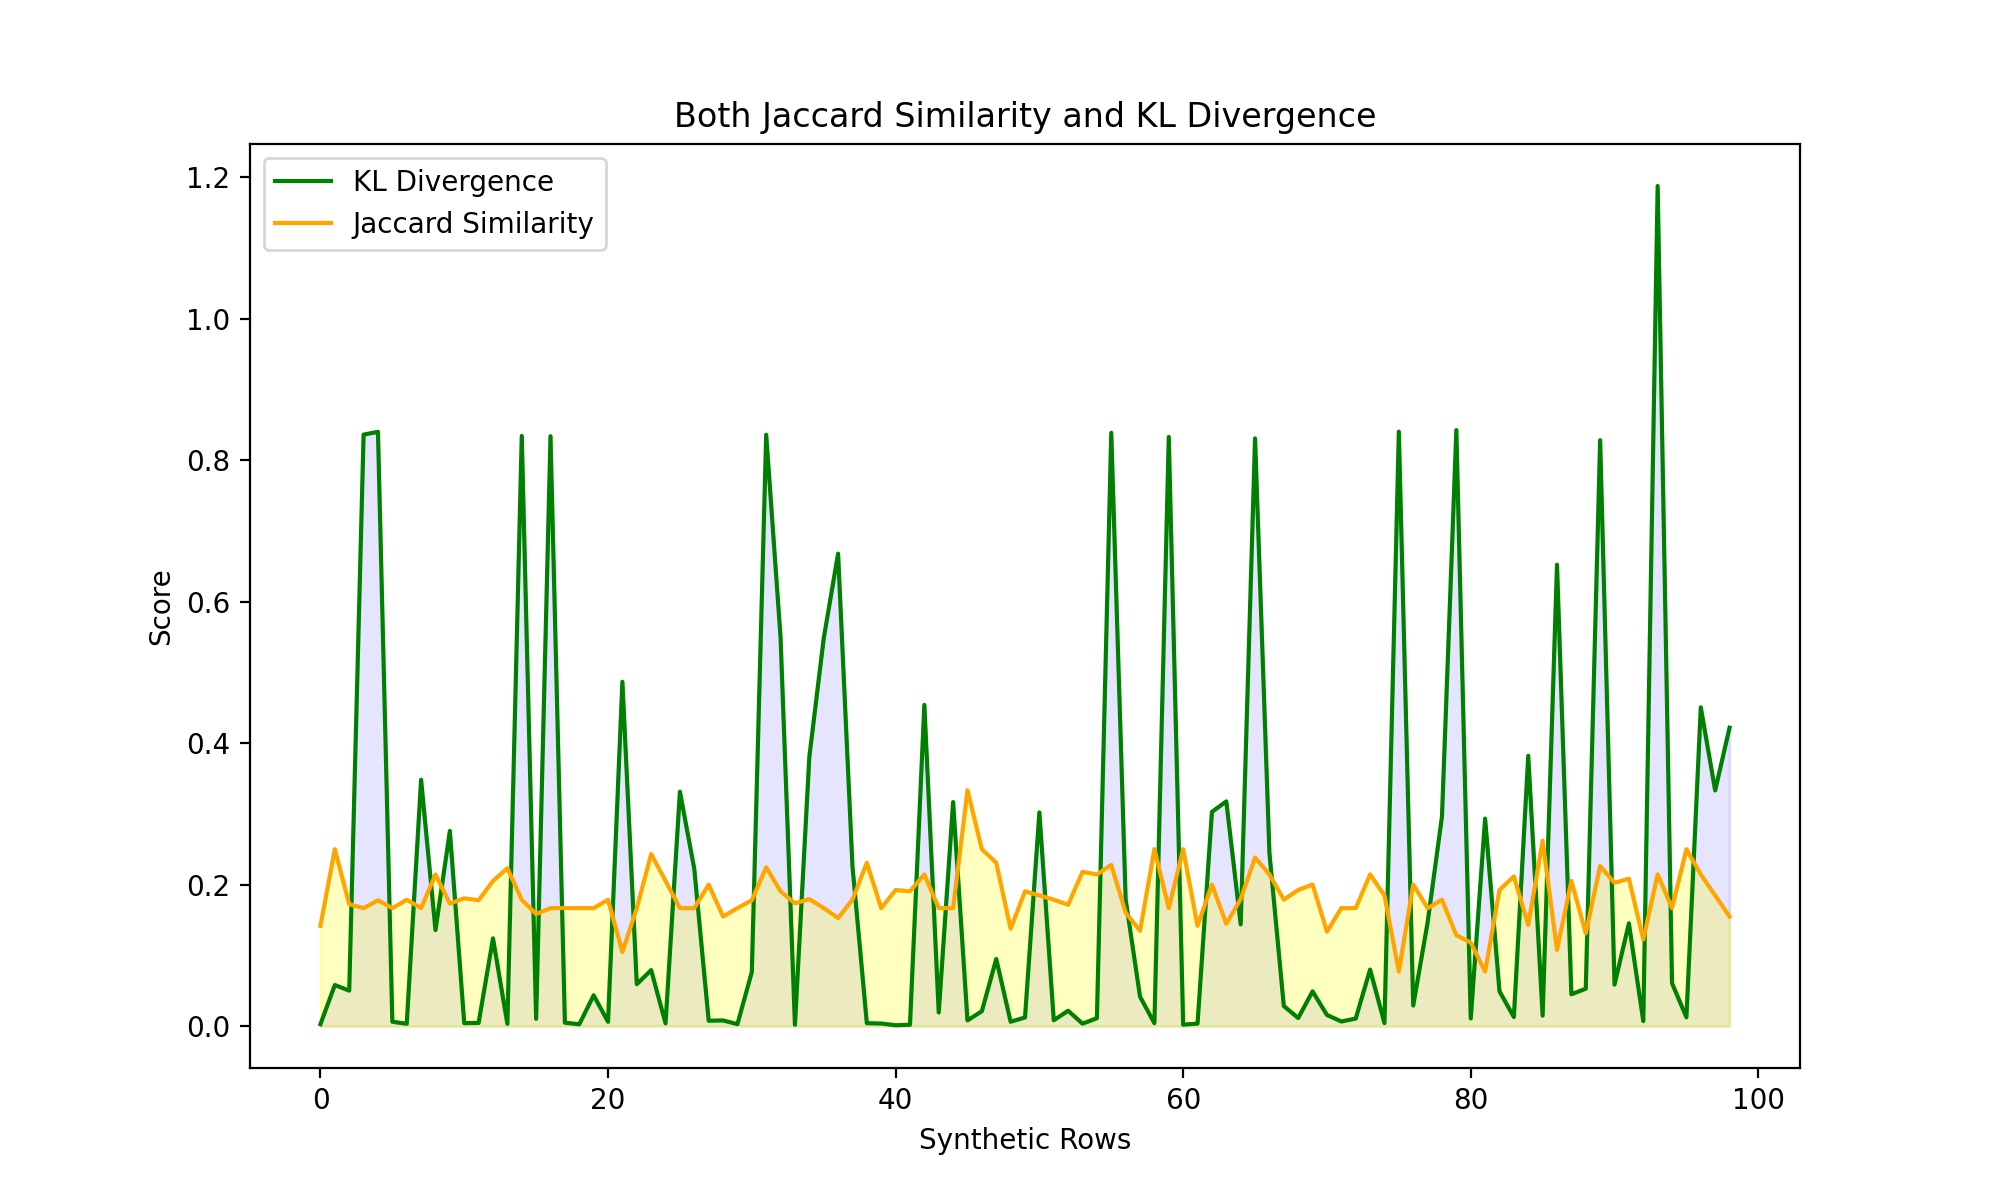 Both Jaccard Similarity and KL Divergence
KL Divergence
Jaccard Similarity
1.2
1.0
0.8
0.6
0.4
0.2
0.0
Score
0 20 40 60 80 100
Synthetic Rows